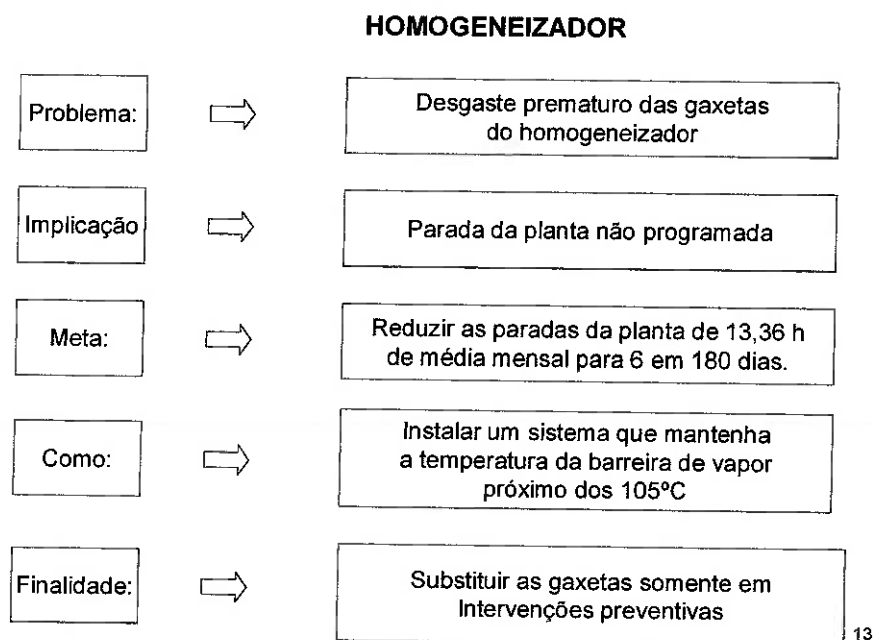 HOMOGENEIZADOR
Problema:
Desgaste prematuro das gaxetas
do homogeneizador
Implicação
Parada da planta não programada
Meta:
Reduzir as paradas da planta de 13,36 h
de média mensal para 6 em 180 dias.
Como:
Instalar um sistema que mantenha
a temperatura da barreira de vapor
próximo dos 105ºC
Finalidade:
Substituir as gaxetas somente em
Intervenções preventivas
13